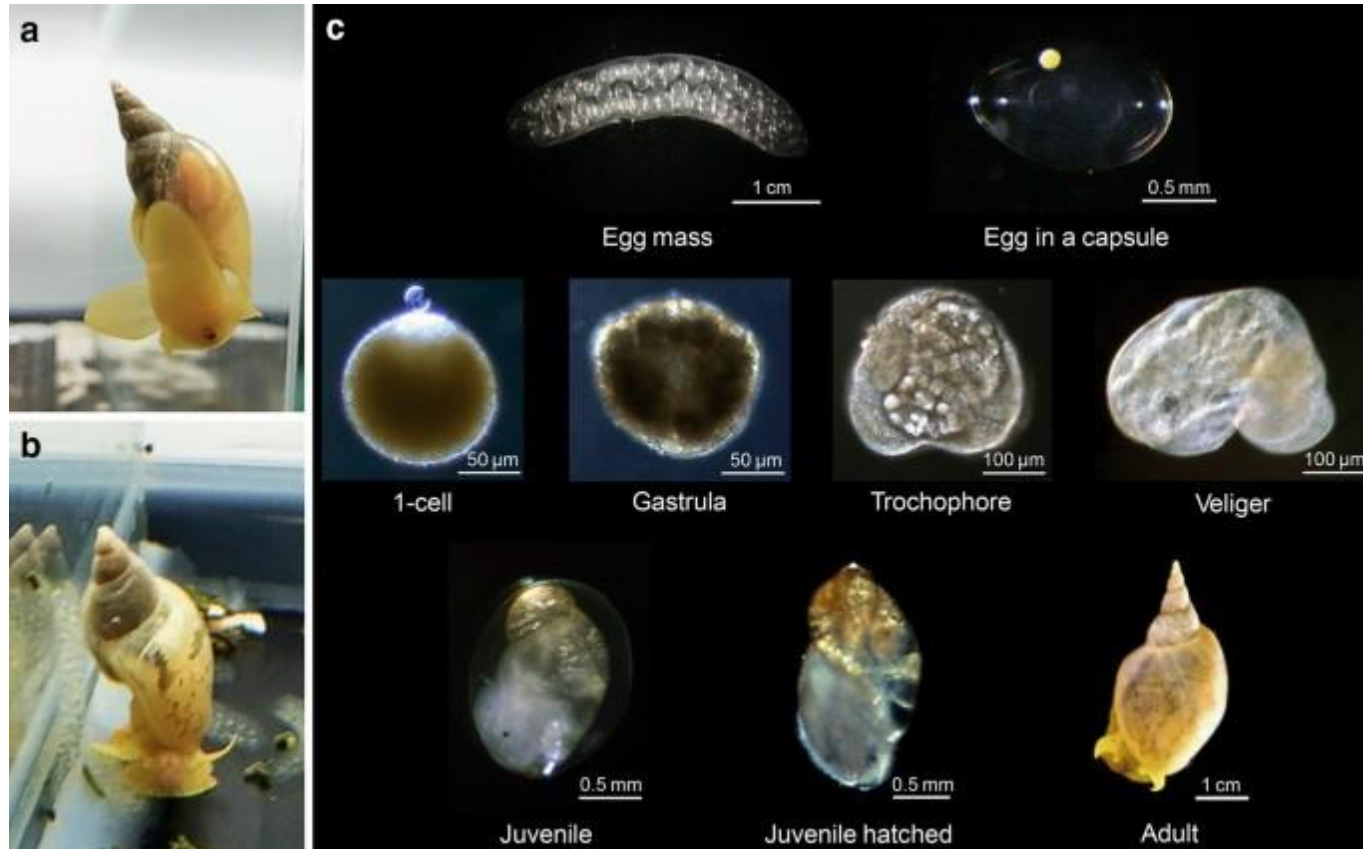 a
c
1 cm
0.5 mm
Egg mass
Egg in a capsule
50 µm
50 µm
100 µm
100 µm
1-cell
Gastrula
Trochophore
Veliger
b
0.5 mm
0.5 mm
1 cm
Juvenile
Juvenile hatched
Adult